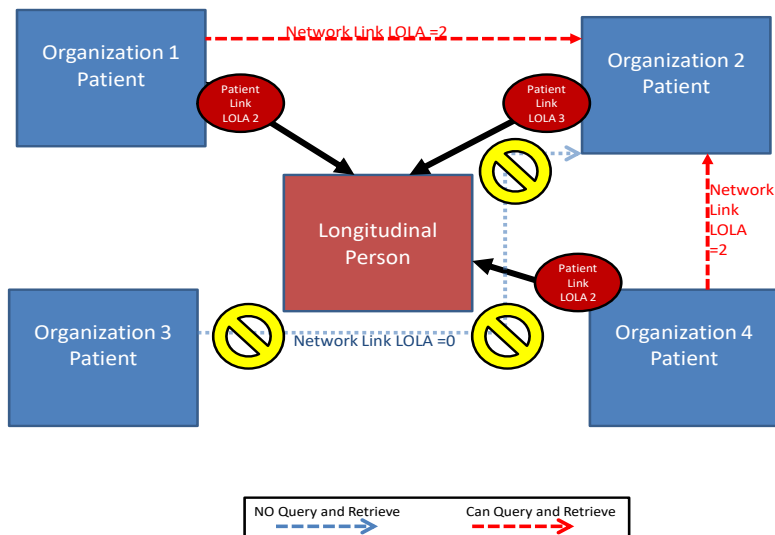 Organization 1
Patient
Network Link LOLA =2
Organization 2
Patient
Patient
Link
LOLA 2
Patient
Link
LOLA 3
Longitudinal
Person
Network
Link
LOLA
=2
Patient
Link
LOLA 2
Organization 3
Patient
Network Link LOLA =0
Organization 4
Patient
NO Query and Retrieve
Can Query and Retrieve